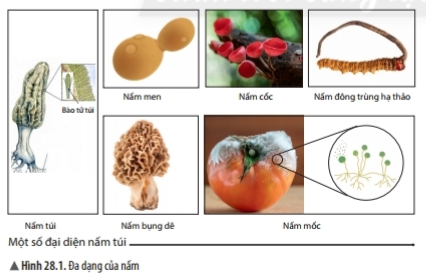 Bào tử túi
Nấm men
Nấm cốc
Nấm đông trùng hạ thảo
Nấm túi
Nấm bụng dê
Nấm mốc
Một số đại diện nấm túi
▲ Hình 28.1. Đa dạng của nấm